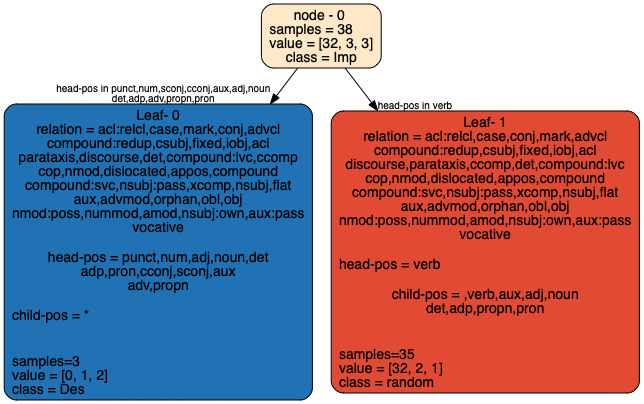 node - 0
samples = 38
value = [32, 3, 3]
class = Imp
head-pos in punct,num,sconj,cconj,aux,adj,noun
det,adp,adv,propn,pron
head-pos in verb
Leaf- 0
relation = acl:relcl,case,mark,conj,advcl
compound:redup,csubj,fixed,iobj,acl
parataxis,discourse,det,compound:lvc,ccomp
cop,nmod,dislocated,appos,compound
compound:svc,nsubj:pass,xcomp,nsubj,flat
aux,advmod,orphan,obl,obj
nmod:poss,nummod,amod,nsubj:own,aux:pass
vocative
head-pos = punct,num,adj,noun,det
adp,pron,cconj,sconj,aux
adv,propn
child-pos = *
samples=3
value = [0, 1, 2]
class = Des
Leaf- 1
relation = acl:relcl,case,conj,mark,advcl
compound:redup,csubj,fixed,iobj,acl
discourse,parataxis,ccomp,det,compound:lvc
cop,nmod,dislocated,appos,compound
compound:svc,nsubj:pass,xcomp,nsubj,flat
aux,advmod,orphan,obl,obj
nmod:poss,nummod,amod,nsubj:own,aux:pass
vocative
head-pos = verb
child-pos = ,verb,aux,adj,noun
det,adp,propn,pron
samples=35
value = [32, 2, 1]
class = random